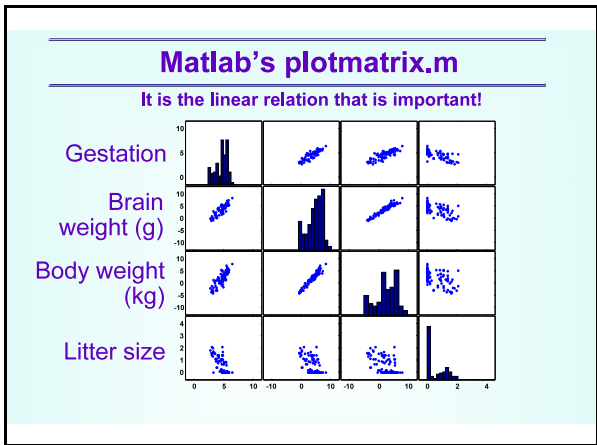 Matlab's plotmatrix.m
It is the linear relation that is important!
Gestation
10
5
0
Brain
weight (g)
10
5
0
-5
-10
Body weight
(kg)
10
5
0
-5
-10
Litter size
4
3
2
1
0
0 5 10
-10 0 10
-10 0 10
0 2 4